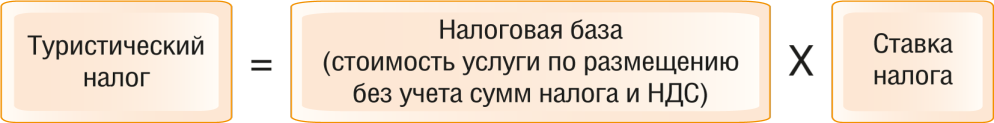 Туристический
налог
=
Налоговая база
(стоимость услуги по размещению
без учета сумм налога и НДС)
X
Ставка
налога